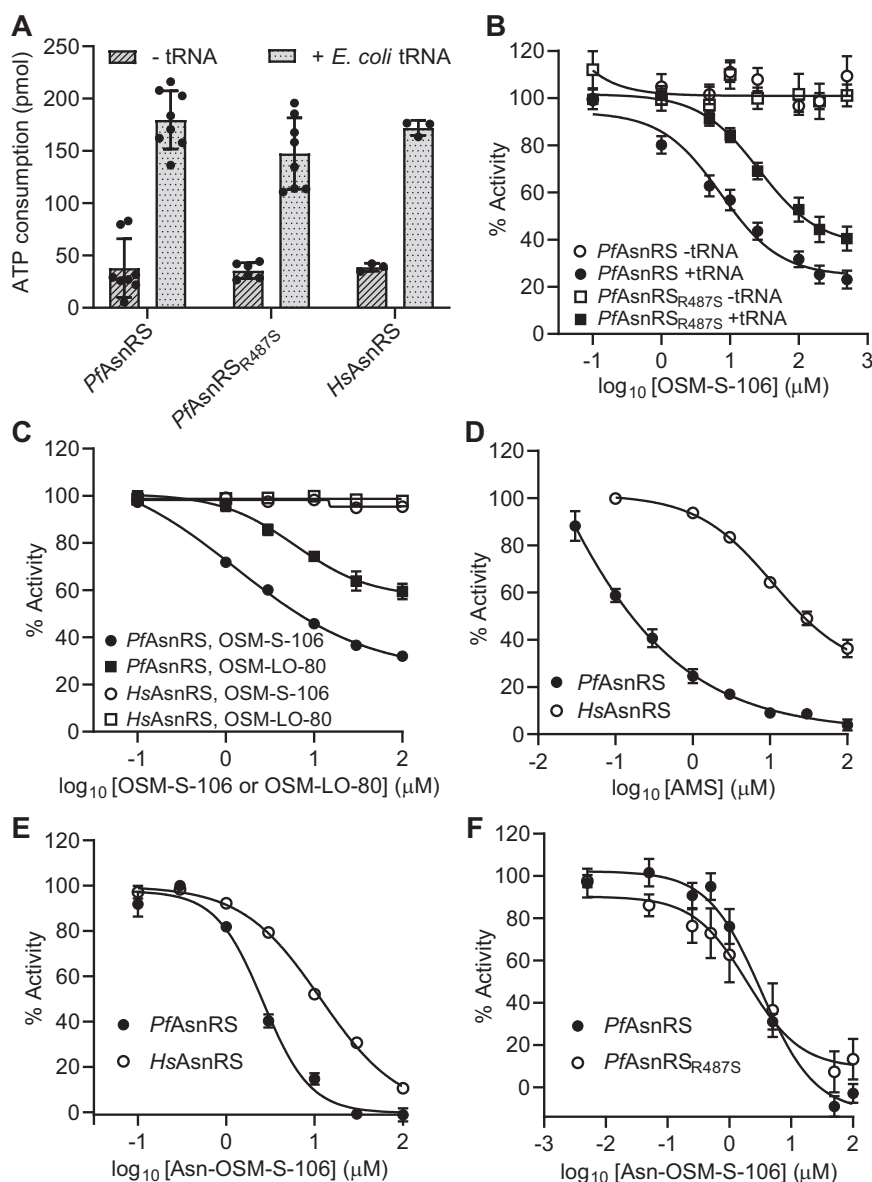 A
ATP consumption (pmol)
250
200
150
100
50
0
- tRNA
+ E. coli tRNA
PfAsnRS
PfAsnRS_R487S
HsAsnRS
B
% Activity
120
100
80
60
40
20
0
PfAsnRS -tRNA
PfAsnRS +tRNA
PfAsnRS_R487S -tRNA
PfAsnRS_R487S +tRNA
-1 0 1 2 3
log10 [OSM-S-106] (μM)
C
% Activity
120
100
80
60
40
20
0
PfAsnRS, OSM-S-106
PfAsnRS, OSM-LO-80
HsAsnRS, OSM-S-106
HsAsnRS, OSM-LO-80
-1 0 1 2
log10 [OSM-S-106 or OSM-LO-80] (μM)
D
% Activity
120
100
80
60
40
20
0
PfAsnRS
HsAsnRS
-2 -1 0 1 2
log10 [AMS] (μM)
E
% Activity
120
100
80
60
40
20
0
PfAsnRS
HsAsnRS
-1 0 1 2
log10 [Asn-OSM-S-106] (μM)
F
% Activity
120
100
80
60
40
20
0
PfAsnRS
PfAsnRS_R487S
-3 -2 -1 0 1 2
log10 [Asn-OSM-S-106] (μM)